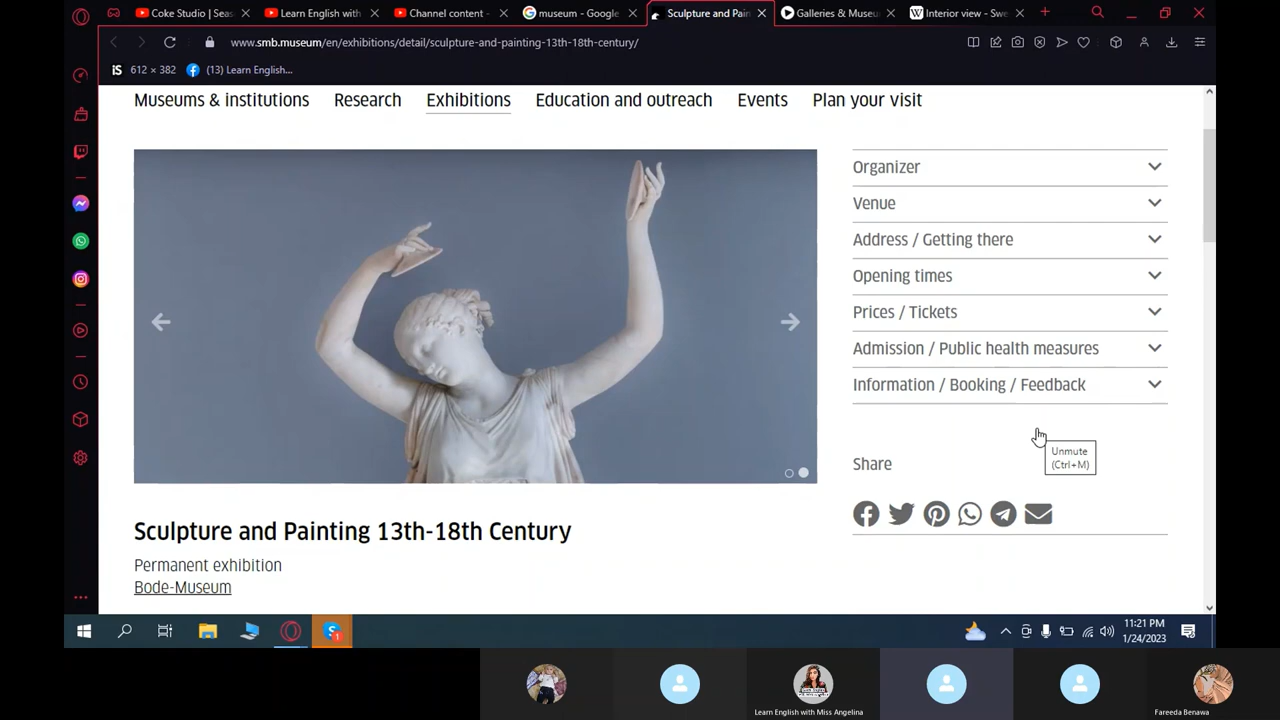 Coke Studio | Seas
Learn English with
Channel content -
museum - Google
Sculpture and Pain
Galleries & Museu
Interior view - Swe
www.smb.museum/en/exhibitions/detail/sculpture-and-painting-13th-18th-century/
iS 612 × 382
(13) Learn English...
Museums & institutions
Research
Exhibitions
Education and outreach
Events
Plan your visit
Organizer
Venue
Address / Getting there
Opening times
Prices / Tickets
Admission / Public health measures
Information / Booking / Feedback
Unmute
(Ctrl+M)
Share
Sculpture and Painting 13th-18th Century
Permanent exhibition
Bode-Museum
11:21 PM
1/24/2023
Learn English with Miss Angelina
Fareeda Benawa